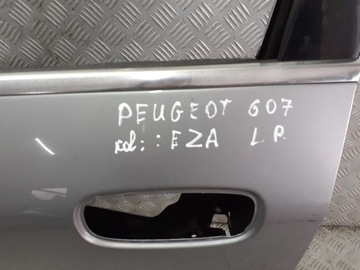 PEUGEOT 607
kol: : EZA L.P.